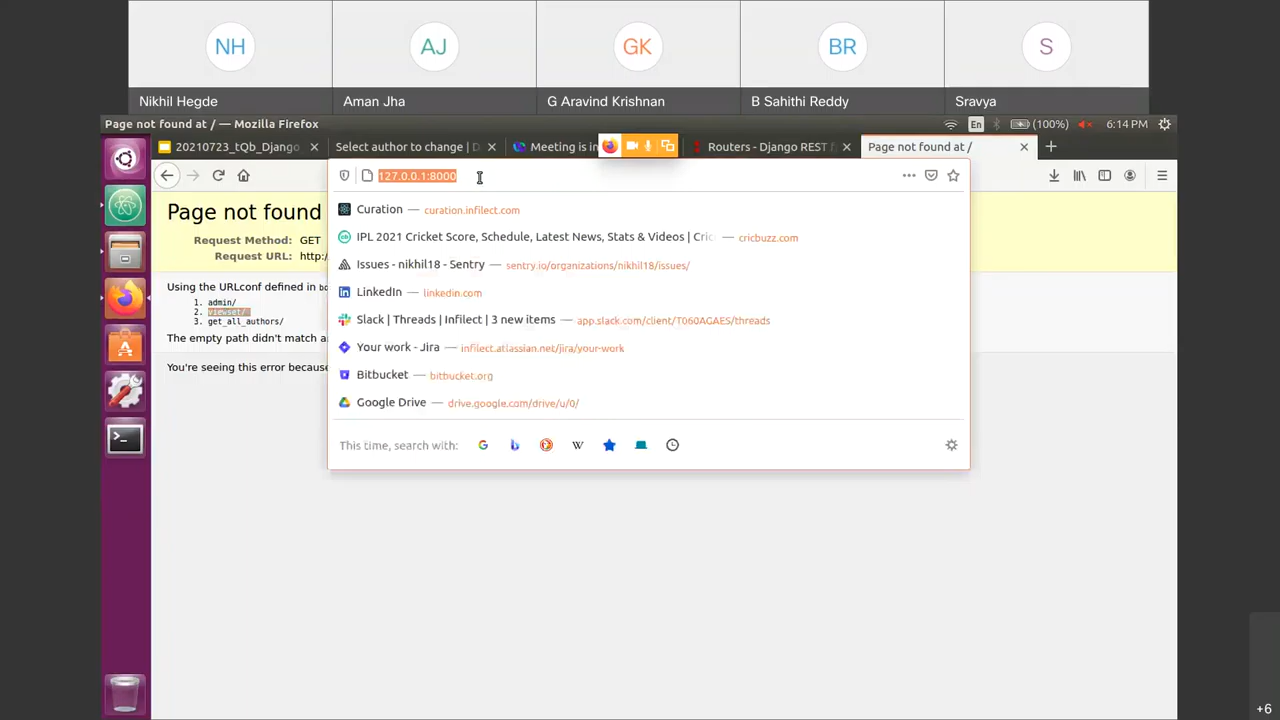 NH
AJ
GK
BR
S
Nikhil Hegde
Aman Jha
G Aravind Krishnan
B Sahithi Reddy
Sravya
Page not found at / — Mozilla Firefox
En
(100%)
6:14 PM
20210723_tQb_Django
Select author to change | D
Meeting is in
Routers - Django REST f
Page not found at /
127.0.0.1:8000
Page not found
Request Method: GET
Request URL: http:/
Using the URLconf defined in bo
1. admin/
2. viewset/
3. get_all_authors/
The empty path didn't match a
You're seeing this error because
Curation — curation.infilect.com
IPL 2021 Cricket Score, Schedule, Latest News, Stats & Videos | Cric — cricbuzz.com
Issues - nikhil18 - Sentry — sentry.io/organizations/nikhil18/issues/
LinkedIn — linkedin.com
Slack | Threads | Infilect | 3 new items — app.slack.com/client/T060AGAES/threads
Your work - Jira — infilect.atlassian.net/jira/your-work
Bitbucket — bitbucket.org
Google Drive — drive.google.com/drive/u/0/
This time, search with:
+6